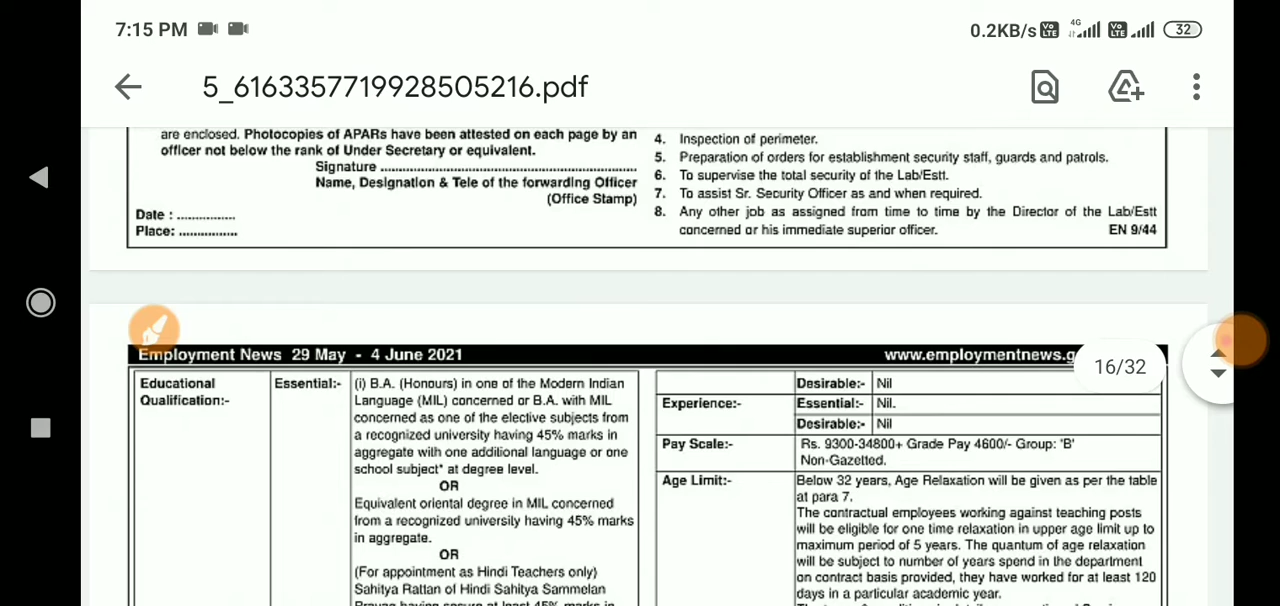 7:15 PM
0.2KB/s Vo LTE 4G Vo LTE 32
5_6163357719928505216.pdf
are enclosed. Photocopies of APARs have been attested on each page by an
officer not below the rank of Under Secretary or equivalent.
Signature ................................................................
Name, Designation & Tele of the forwarding Officer
(Office Stamp)
Date : ...............
Place: ...............
4. Inspection of perimeter.
5. Preparation of orders for establishment security staff, guards and patrols.
6. To supervise the total security of the Lab/Estt.
7. To assist Sr. Security Officer as and when required.
8. Any other job as assigned from time to time by the Director of the Lab/Estt
concerned or his immediate superior officer. EN 9/44
Employment News 29 May - 4 June 2021
www.employmentnews.g
16/32
Educational
Qualification:-
Essential:-
(i) B.A. (Honours) in one of the Modern Indian
Language (MIL) concerned or B.A. with MIL
concerned as one of the elective subjects from
a recognized university having 45% marks in
aggregate with one additional language or one
school subject* at degree level.
OR
Equivalent oriental degree in MIL concerned
from a recognized university having 45% marks
in aggregate.
OR
(For appointment as Hindi Teachers only)
Sahitya Rattan of Hindi Sahitya Sammelan
Desirable:- Nil
Experience:- Essential:- Nil.
Desirable:- Nil
Pay Scale:- Rs. 9300-34800+ Grade Pay 4600/- Group: 'B'
Non-Gazetted.
Age Limit:- Below 32 years, Age Relaxation will be given as per the table
at para 7.
The contractual employees working against teaching posts
will be eligible for one time relaxation in upper age limit up to
maximum period of 5 years. The quantum of age relaxation
will be subject to number of years spend in the department
on contract basis provided, they have worked for at least 120
days in a particular academic year.